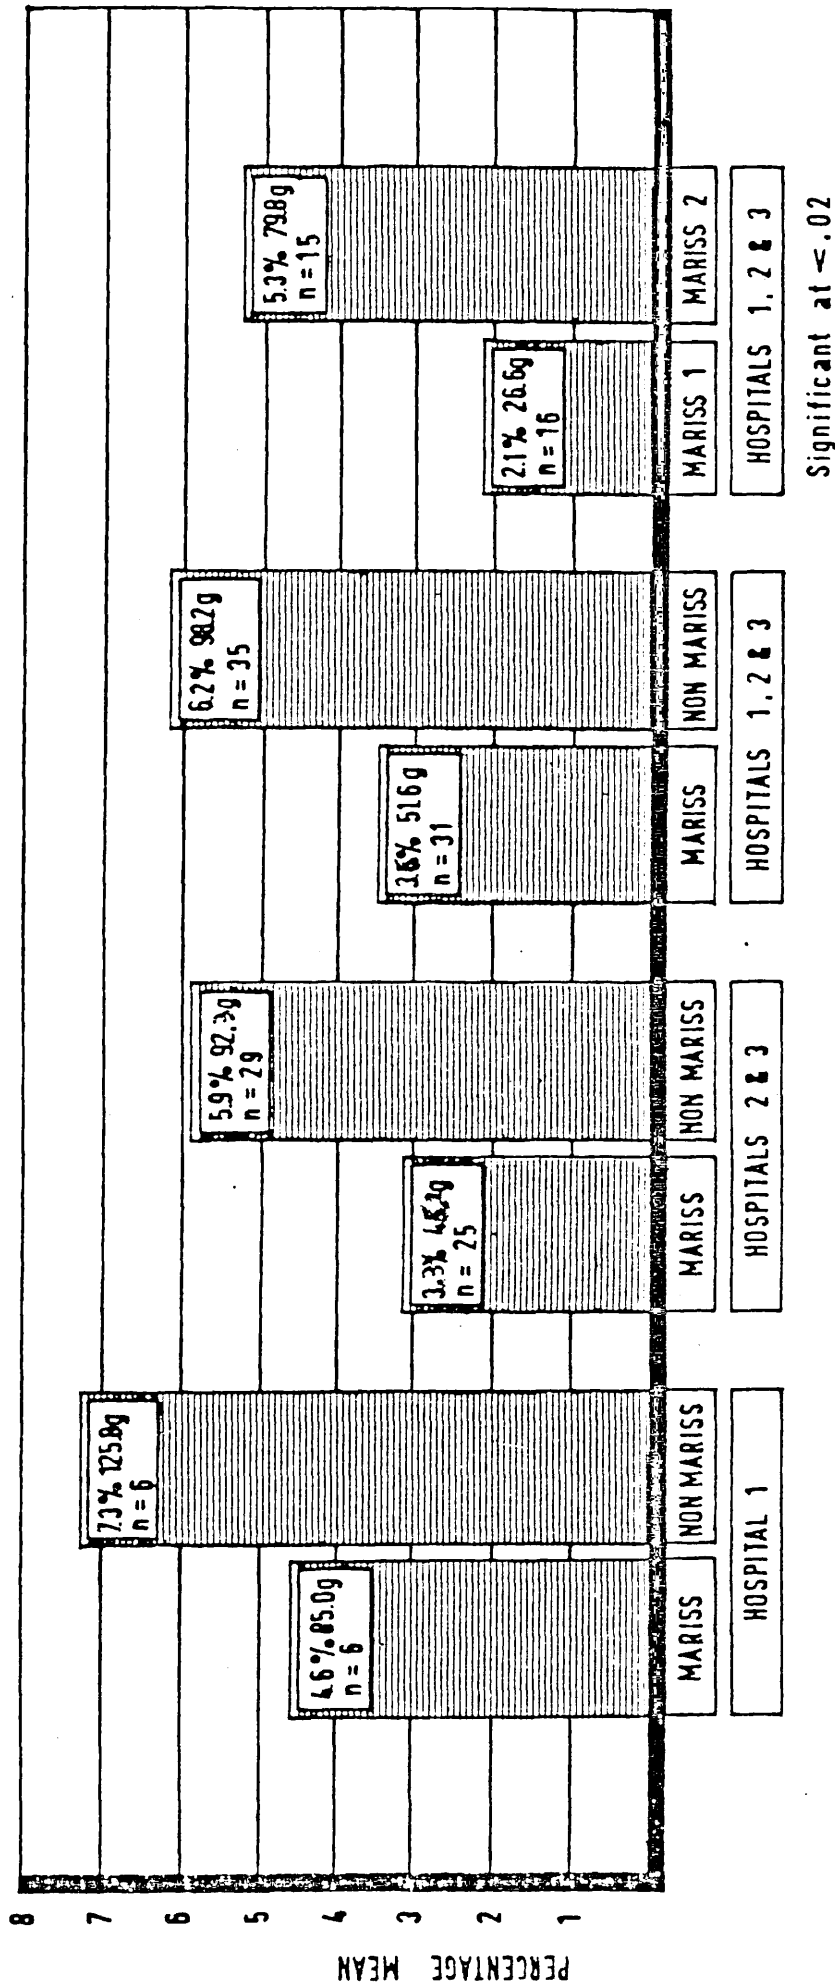 PERCENTAGE MEAN
8
7
6
5
4
3
2
1
4.6% 85.0g
n = 6
7.3% 125.8g
n = 6
3.3%
n = 25
5.9% 92.3g
n = 29
3.6% 51.6g
n = 31
6.2% 98.2g
n = 35
2.1% 26.6g
n = 16
5.3% 79.8g
n = 15
MARISS
NON MARISS
MARISS
NON MARISS
MARISS
NON MARISS
MARISS 1
MARISS 2
HOSPITAL 1
HOSPITALS 2 & 3
HOSPITALS 1, 2 & 3
HOSPITALS 1, 2 & 3
Significant at <.02